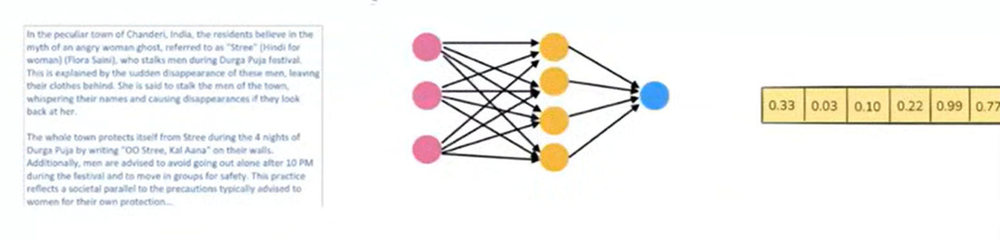 In the peculiar town of Chanderi, India, the residents believe in the
myth of an angry woman ghost, referred to as "Stree" (Hindi for
woman) (Flora Saini), who stalks men during Durga Puja festival.
This is explained by the sudden disappearance of these men, leaving
their clothes behind. She is said to stalk the men of the town,
whispering their names and causing disappearances if they look
back at her.
The whole town protects itself from Stree during the 4 nights of
Durga Puja by writing "OO Stree, Kal Aana" on their walls.
Additionally, men are advised to avoid going out alone after 10 PM
during the festival and to move in groups for safety. This practice
reflects a societal parallel to the precautions typically advised to
women for their own protection...
0.33 0.03 0.10 0.22 0.99 0.77